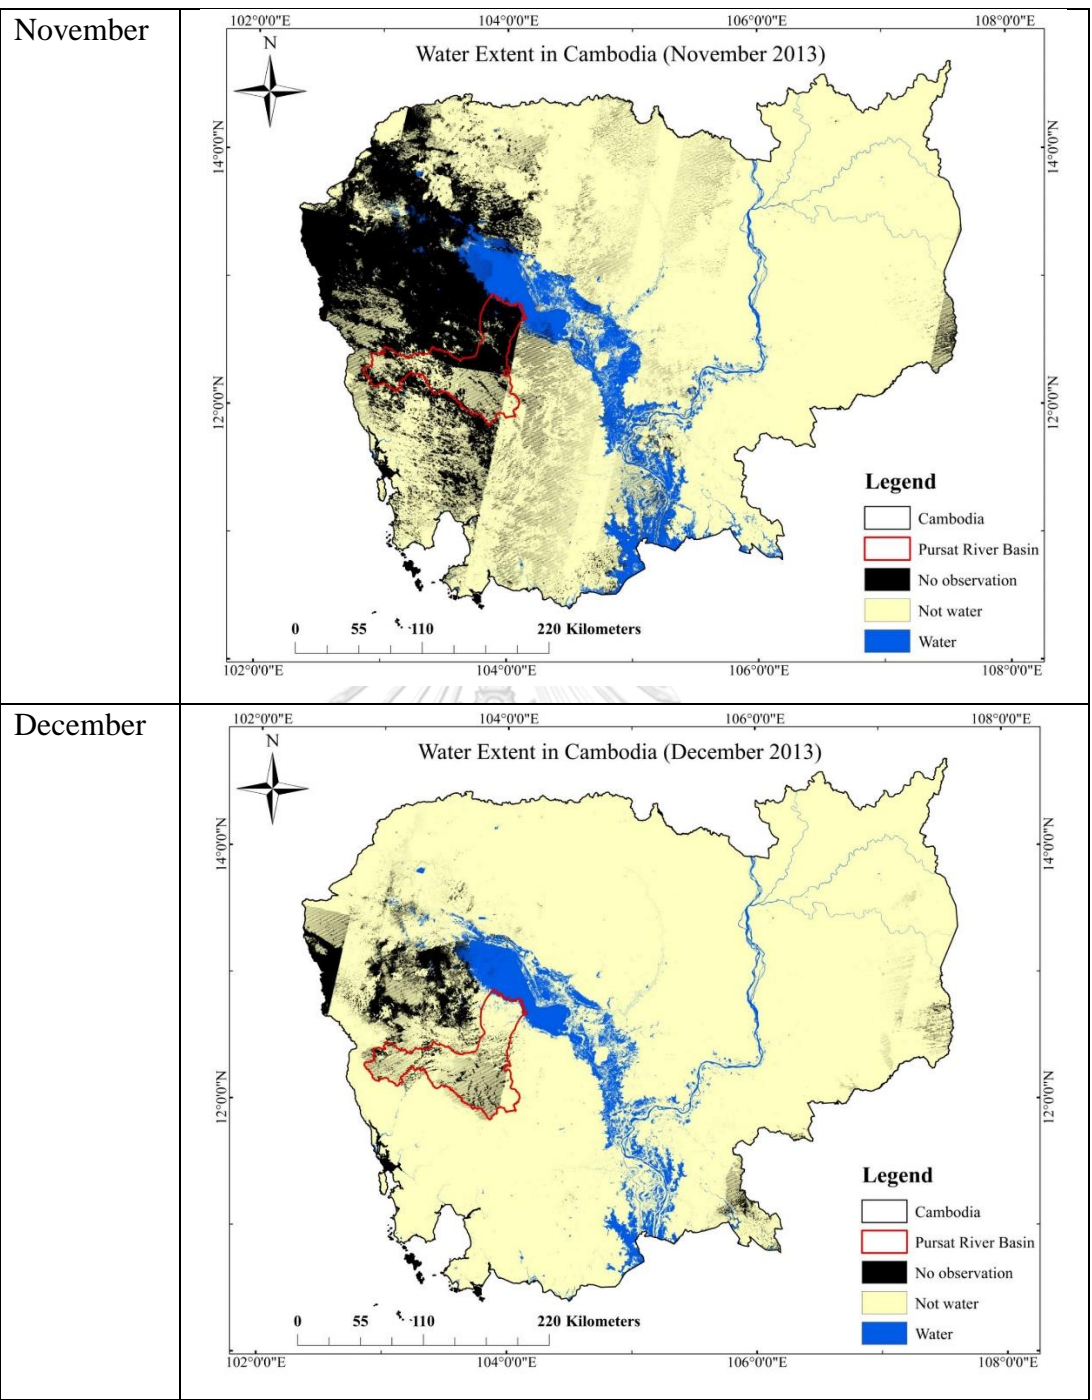 November
102°0'0"E 104°0'0"E 106°0'0"E 108°0'0"E
N
Water Extent in Cambodia (November 2013)
14°0'0"N 14°0'0"N
12°0'0"N 12°0'0"N
Legend
Cambodia
Pursat River Basin
No observation
Not water
Water
0 55 110 220 Kilometers
102°0'0"E 104°0'0"E 106°0'0"E 108°0'0"E
December
102°0'0"E 104°0'0"E 106°0'0"E 108°0'0"E
N
Water Extent in Cambodia (December 2013)
14°0'0"N 14°0'0"N
12°0'0"N 12°0'0"N
Legend
Cambodia
Pursat River Basin
No observation
Not water
Water
0 55 110 220 Kilometers
102°0'0"E 104°0'0"E 106°0'0"E 108°0'0"E